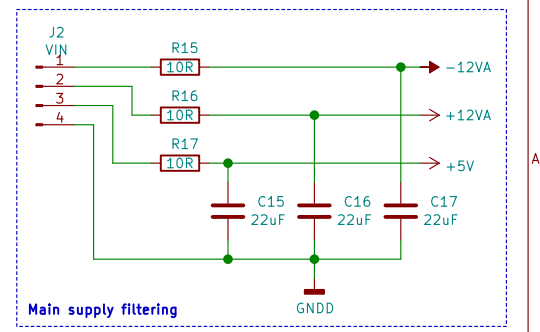 J2
VIN
1
2
3
4
R15
10R
R16
10R
R17
10R
-12VA
+12VA
+5V
C15
22uF
C16
22uF
C17
22uF
GNDD
Main supply filtering
A